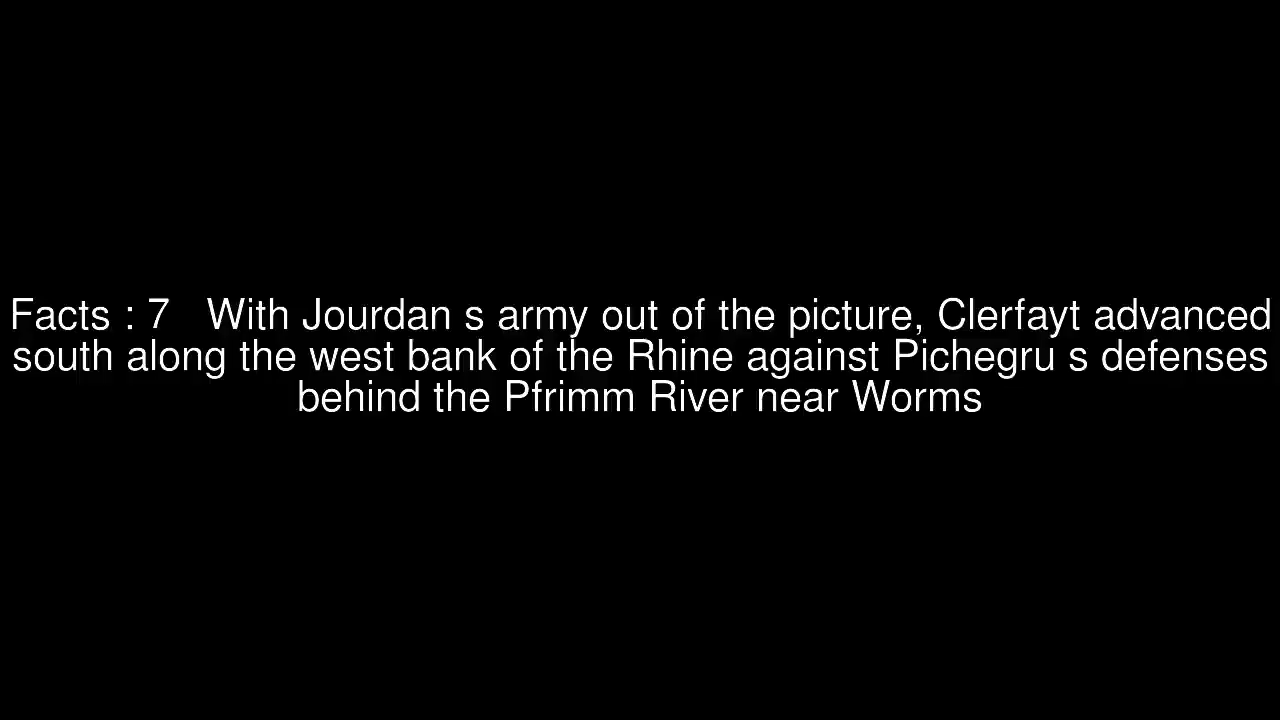 Facts : 7   With Jourdan s army out of the picture, Clerfayt advanced
south along the west bank of the Rhine against Pichegru s defenses
behind the Pfrimm River near Worms